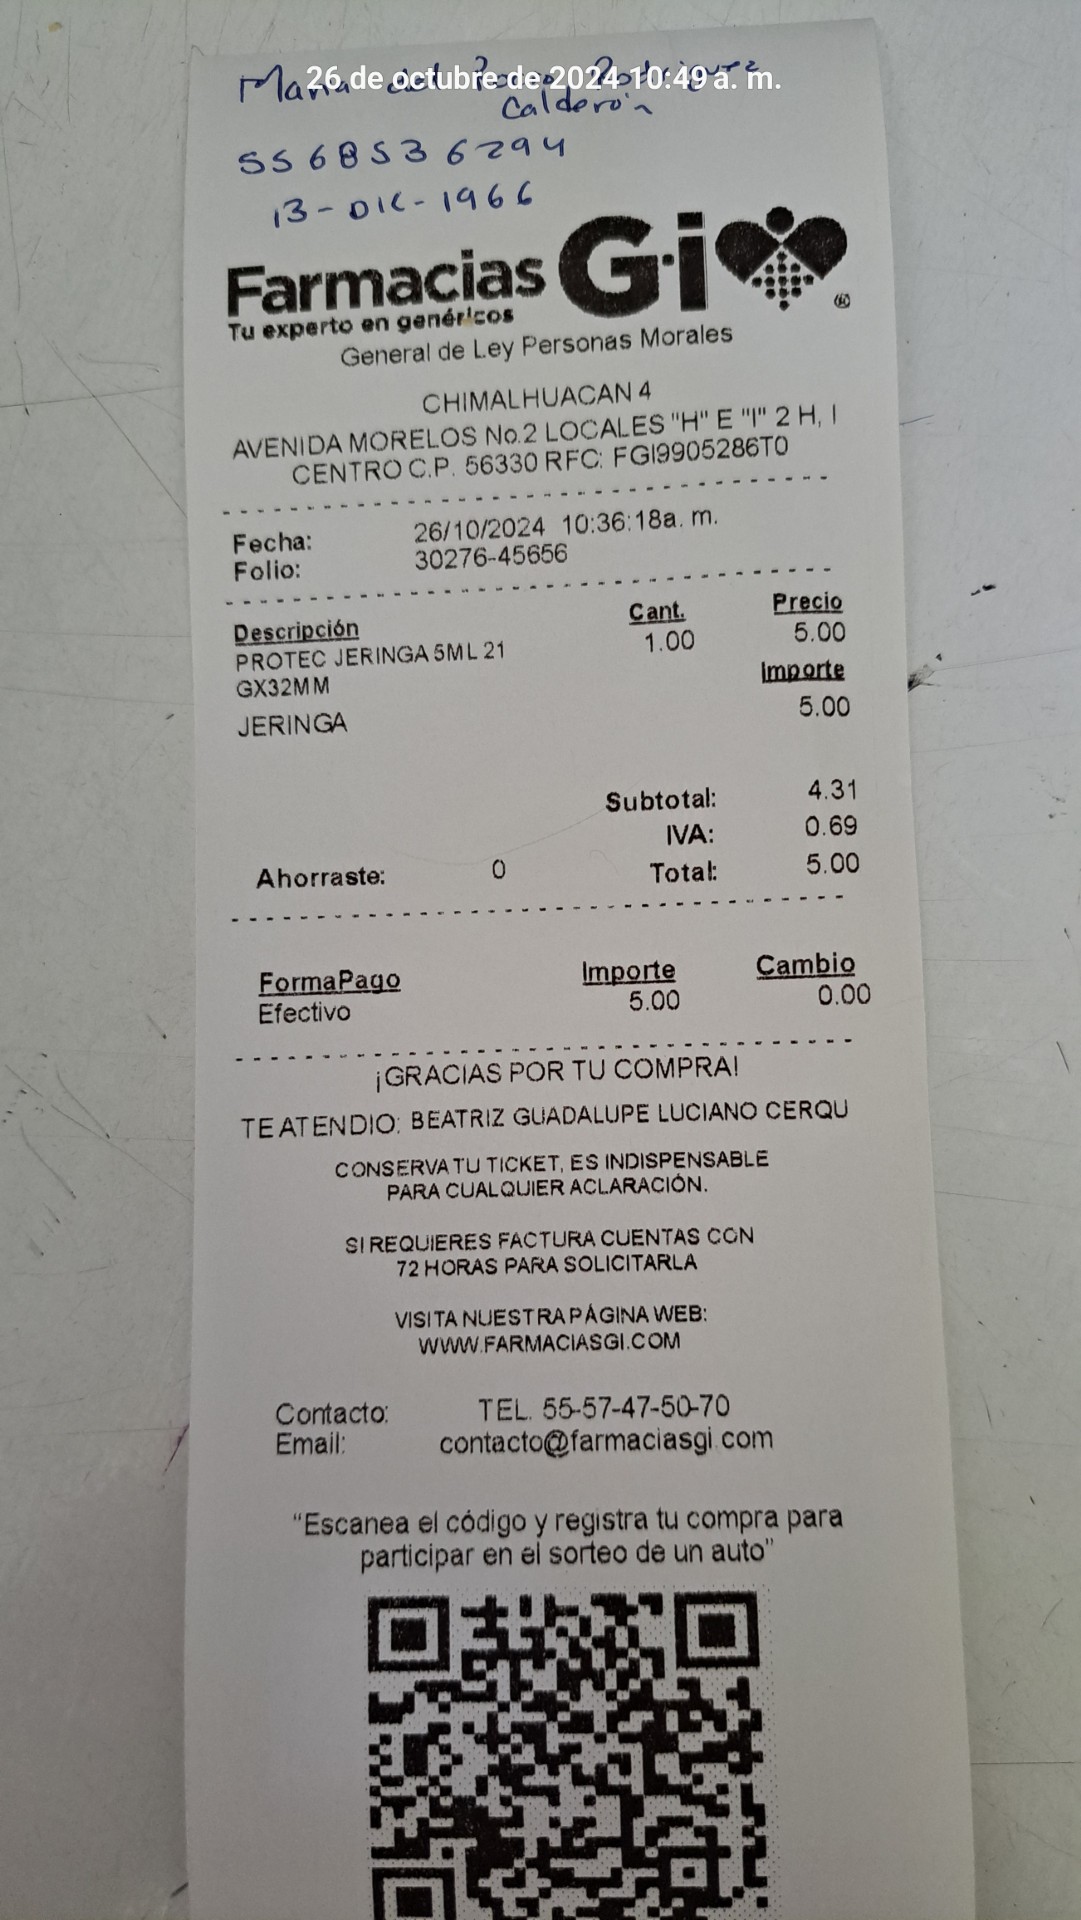 26 de octubre de 2024 10:49 a. m.
Maria del Rodriguez
Calderón
5568536294
13-DIC-1966
Farmacias Gi
®
Tu experto en genéricos
General de Ley Personas Morales
CHIMALHUACAN 4
AVENIDA MORELOS No.2 LOCALES "H" E "I" 2 H, I
CENTRO C.P. 56330 RFC: FGI9905286T0
Fecha: 26/10/2024 10:36:18a. m.
Folio: 30276-45656
Descripción Cant. Precio
PROTEC JERINGA 5ML 21 1.00 5.00
GX32MM Importe
JERINGA 5.00
Subtotal: 4.31
IVA: 0.69
Ahorraste: 0 Total: 5.00
FormaPago Importe Cambio
Efectivo 5.00 0.00
¡GRACIAS POR TU COMPRA!
TE ATENDIO: BEATRIZ GUADALUPE LUCIANO CERQU
CONSERVA TU TICKET, ES INDISPENSABLE
PARA CUALQUIER ACLARACIÓN.
SI REQUIERES FACTURA CUENTAS CON
72 HORAS PARA SOLICITARLA
VISITA NUESTRA PÁGINA WEB:
WWW.FARMACIASGI.COM
Contacto: TEL. 55-57-47-50-70
Email: contacto@farmaciasgi.com
"Escanea el código y registra tu compra para
participar en el sorteo de un auto"